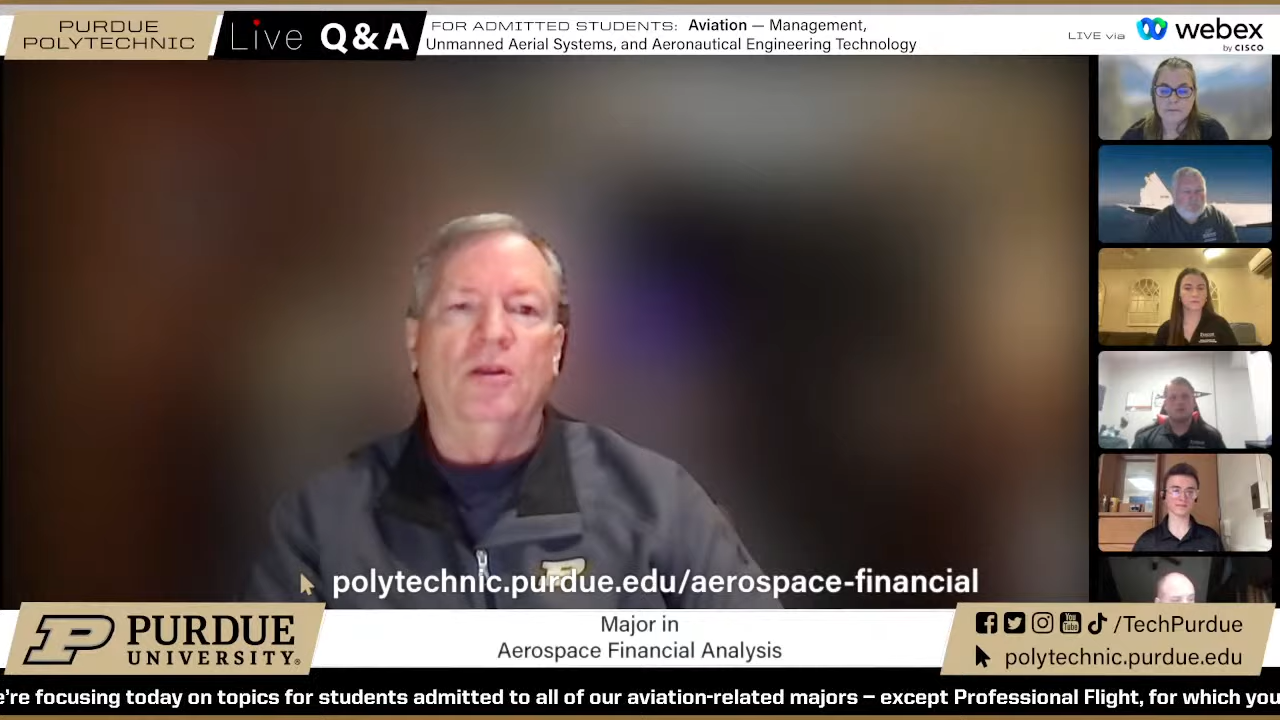 PURDUE
POLYTECHNIC
Live Q&A
FOR ADMITTED STUDENTS: Aviation — Management,
Unmanned Aerial Systems, and Aeronautical Engineering Technology
LIVE via
webex
by CISCO
polytechnic.purdue.edu/aerospace-financial
PURDUE
UNIVERSITY®
Major in
Aerospace Financial Analysis
You
Tube
/TechPurdue
polytechnic.purdue.edu
e're focusing today on topics for students admitted to all of our aviation-related majors – except Professional Flight, for which you